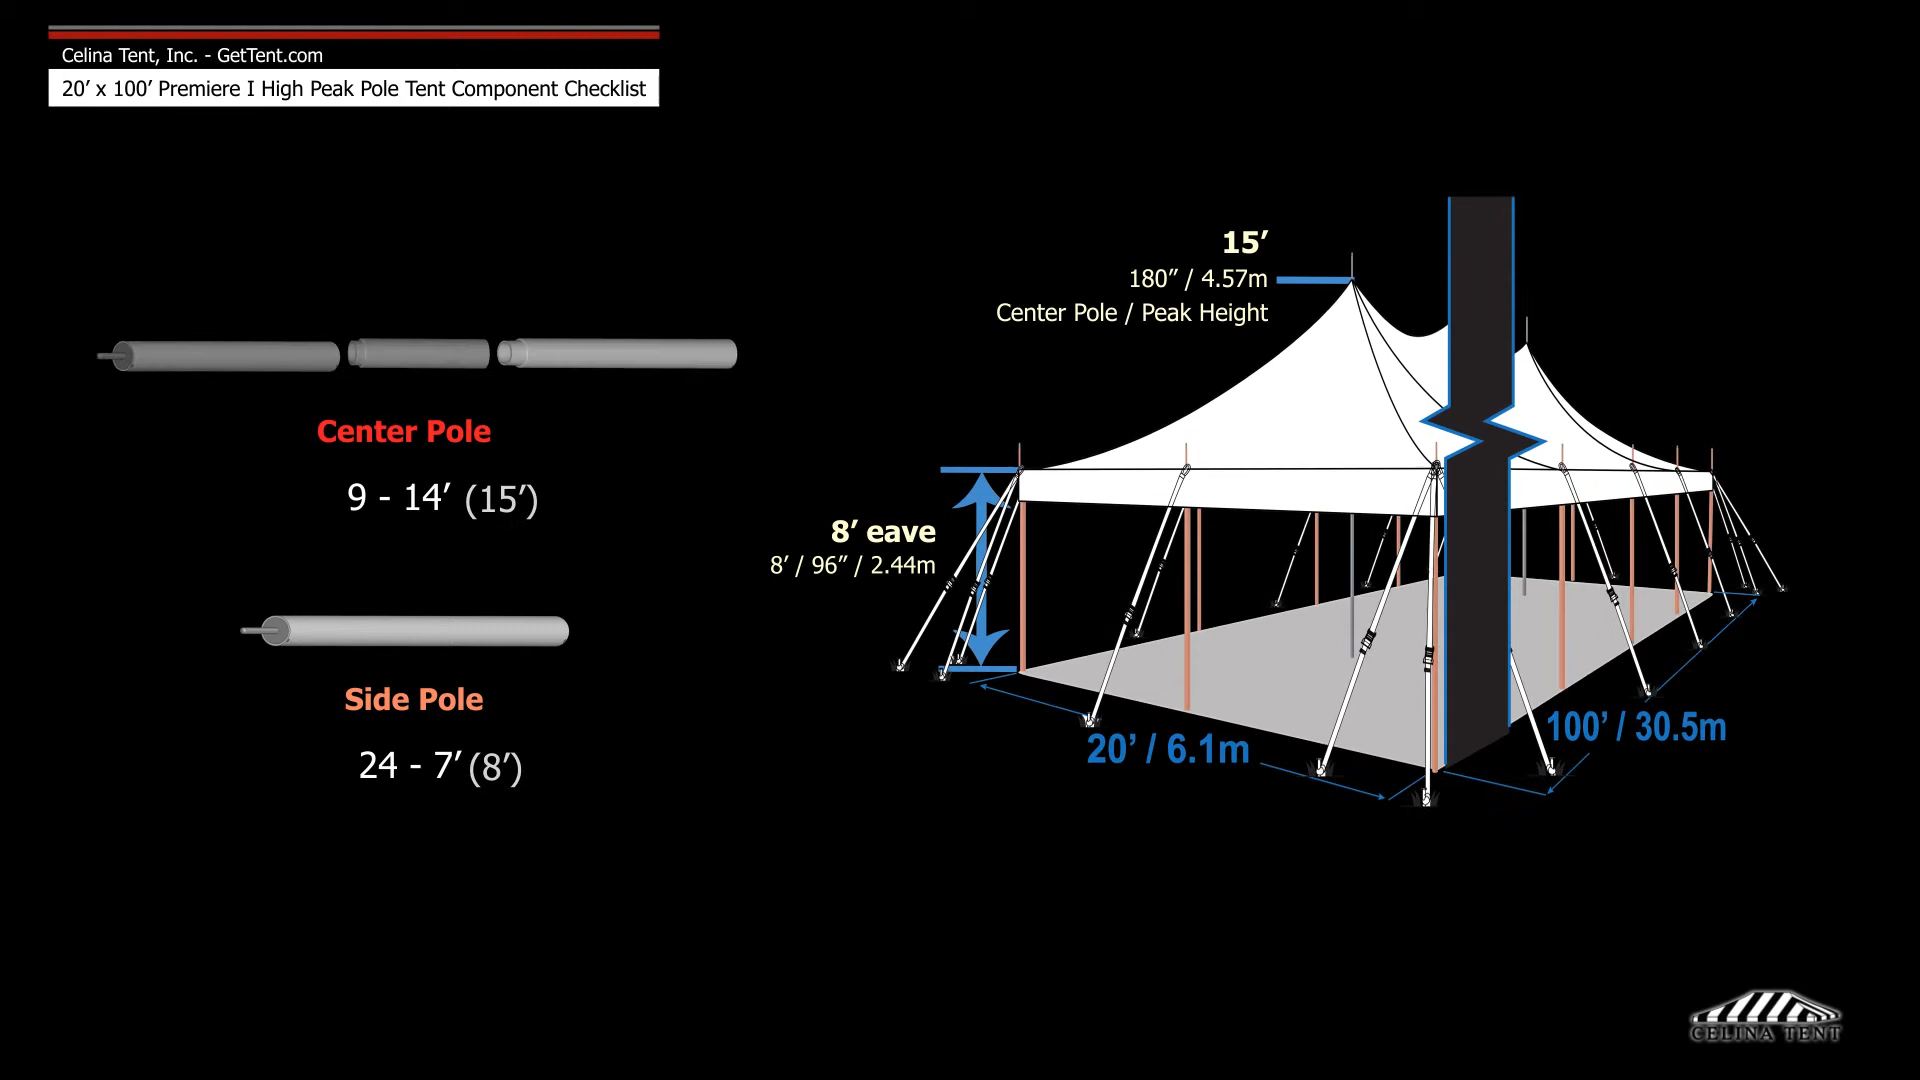 Celina Tent, Inc. - GetTent.com
20’ x 100’ Premiere I High Peak Pole Tent Component Checklist
Center Pole
9 - 14’ (15’)
Side Pole
24 - 7’ (8’)
15’
180” / 4.57m
Center Pole / Peak Height
8’ eave
8’ / 96” / 2.44m
20’ / 6.1m
100’ / 30.5m
CELINA TENT